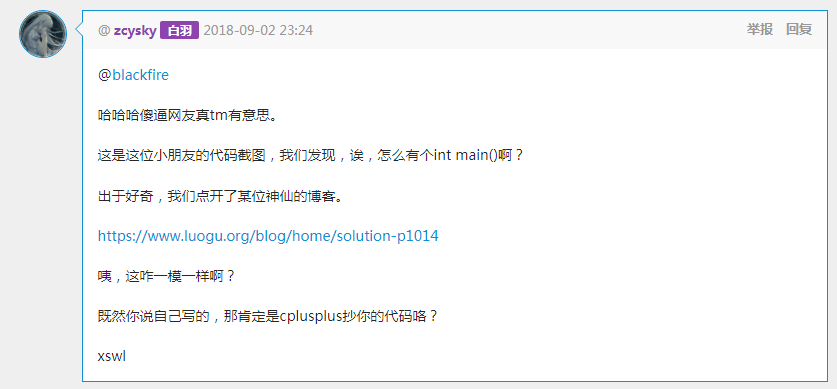 @ zcysky 白羽 2018-09-02 23:24 举报 回复
@blackfire
哈哈哈傻逼网友真tm有意思。
这是这位小朋友的代码截图，我们发现，诶，怎么有个int main()啊？
出于好奇，我们点开了某位神仙的博客。
https://www.luogu.org/blog/home/solution-p1014
咦，这咋一模一样啊？
既然你说自己写的，那肯定是cplusplus抄你的代码咯？
xswl